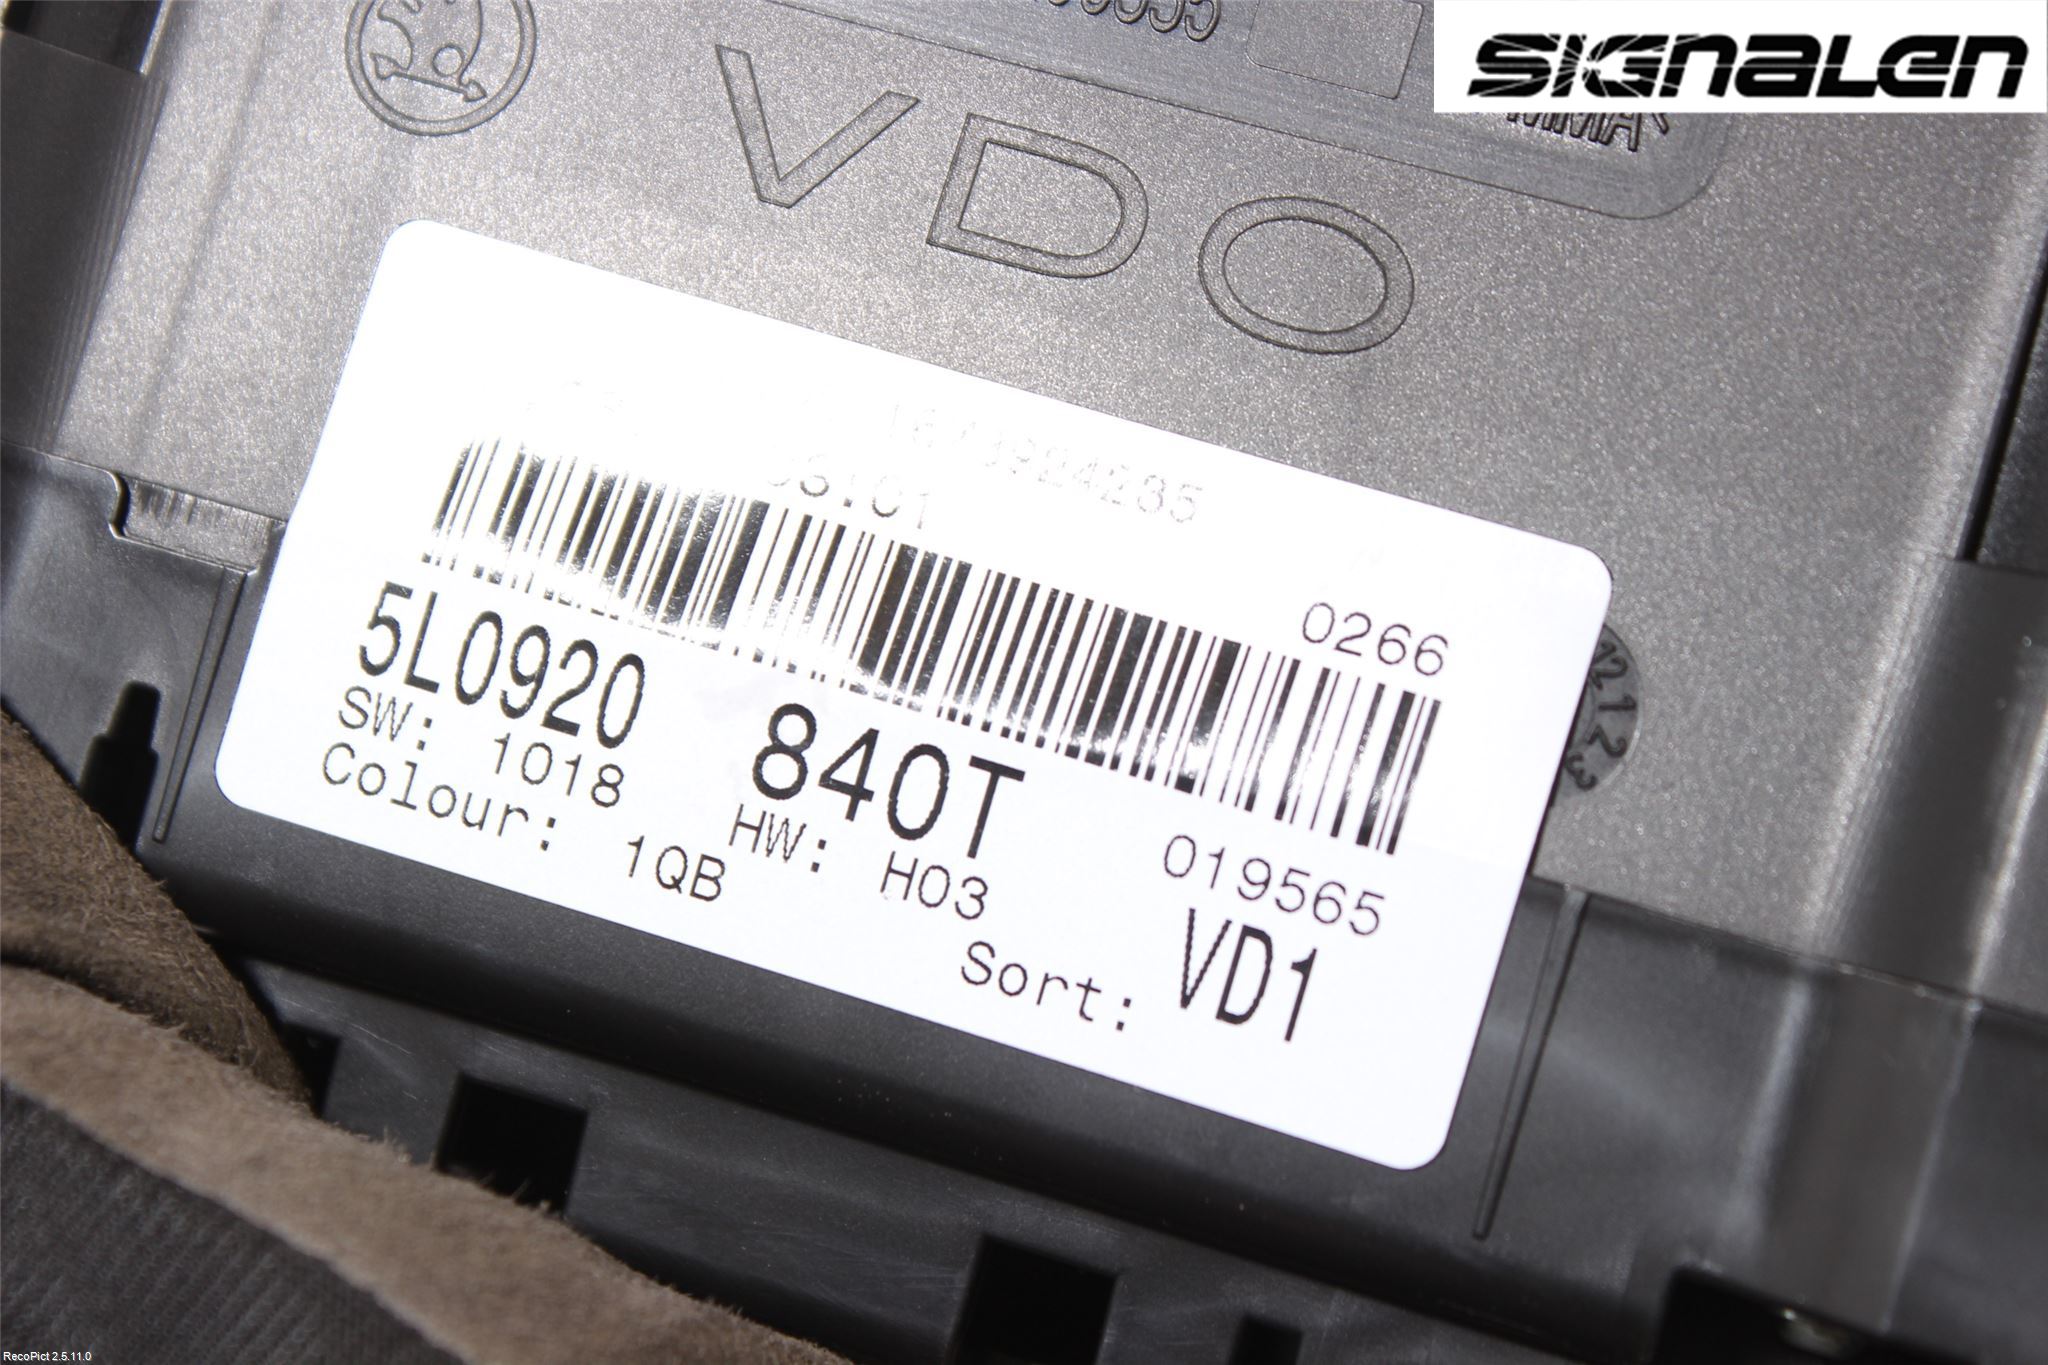 SIGNALEN
VDO
0266
5L0920 840T
019565
SW: 1018 HW: H03
Colour: 1QB
Sort: VD1
RecoPict 2.5.11.0